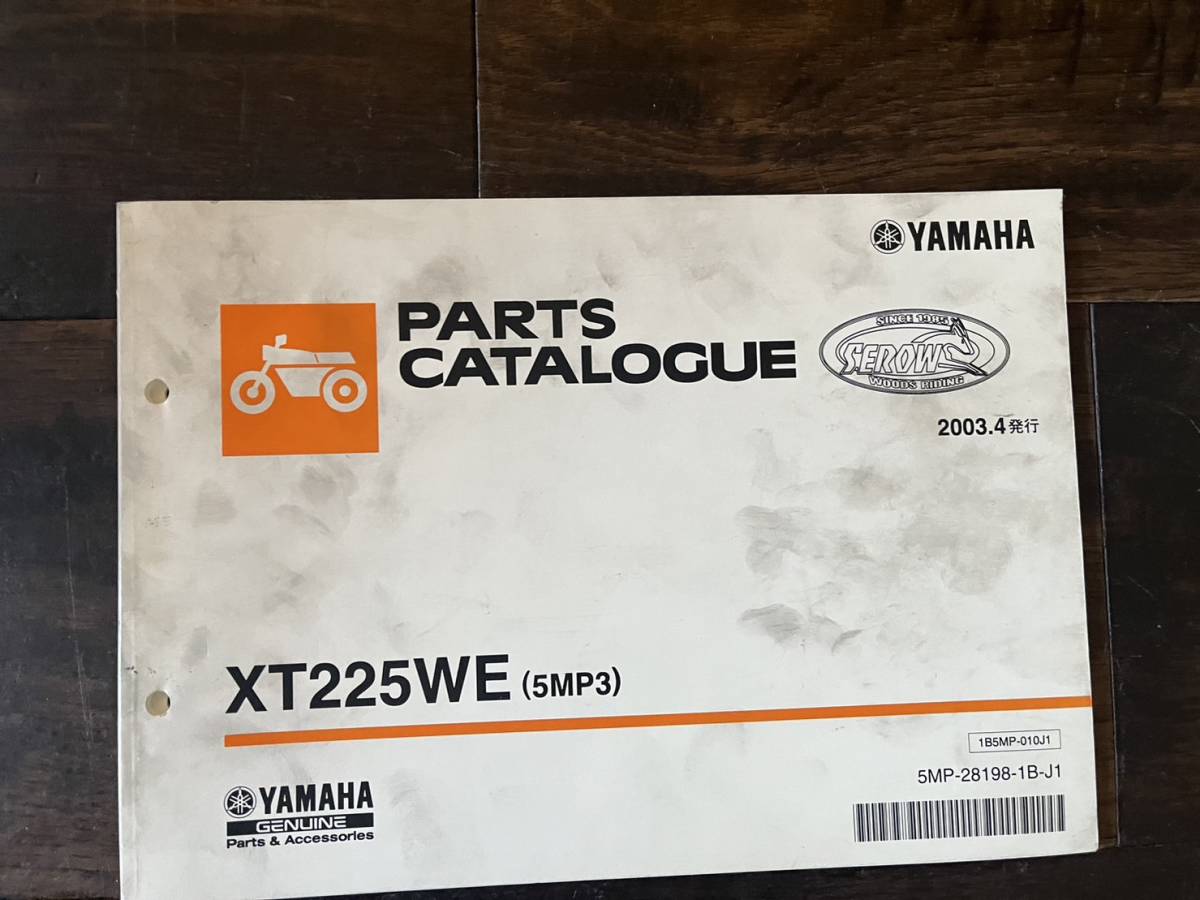 YAMAHA
PARTS
CATALOGUE
SINCE 1985
SEROW
WOODS RIDING
2003.4発行
XT225WE (5MP3)
1B5MP-010J1
5MP-28198-1B-J1
YAMAHA
GENUINE
Parts & Accessories